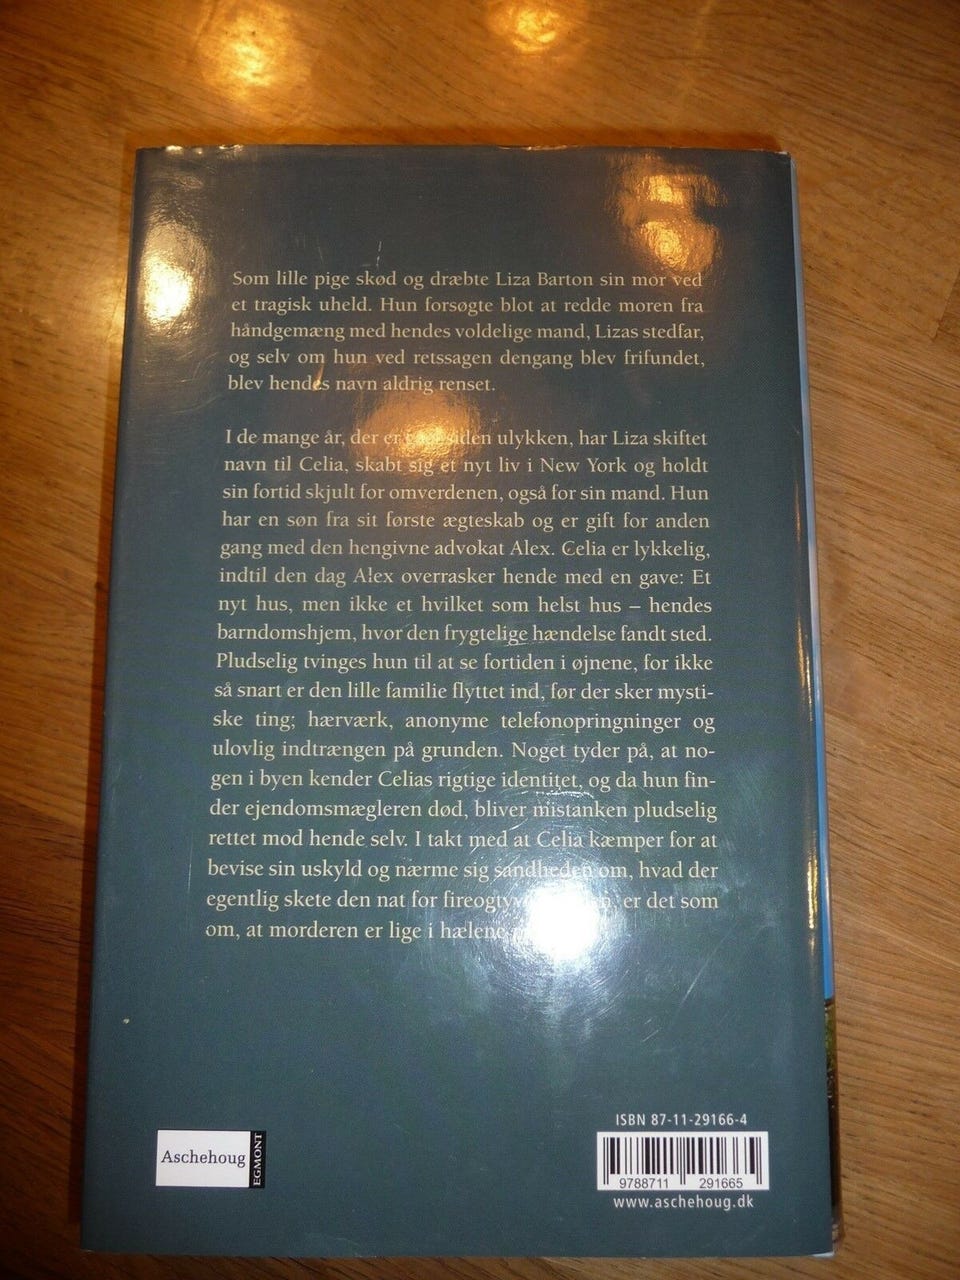 Som lille pige skød og dræbte Liza Barton sin mor ved
et tragisk uheld. Hun forsøgte blot at redde moren fra
håndgemæng med hendes voldelige mand, Lizas stedfar,
og selv om hun ved retssagen dengang blev frifundet,
blev hendes navn aldrig renset.
I de mange år, der er siden ulykken, har Liza skiftet
navn til Celia, skabt sig et nyt liv i New York og holdt
sin fortid skjult for omverdenen, også for sin mand. Hun
har en søn fra sit første ægteskab og er gift for anden
gang med den hengivne advokat Alex. Celia er lykkelig,
indtil den dag Alex overrasker hende med en gave: Et
nyt hus, men ikke et hvilket som helst hus – hendes
barndomshjem, hvor den frygtelige hændelse fandt sted.
Pludselig tvinges hun til at se fortiden i øjnene, for ikke
så snart er den lille familie flyttet ind, før der sker mysti-
ske ting; hærværk, anonyme telefonopringninger og
ulovlig indtrængen på grunden. Noget tyder på, at no-
gen i byen kender Celias rigtige identitet, og da hun fin-
der ejendomsmægleren død, bliver mistanken pludselig
rettet mod hende selv. I takt med at Celia kæmper for at
bevise sin uskyld og nærme sig sandheden om, hvad der
egentlig skete den nat for er det som
om, at morderen er lige i hælene
ISBN 87-11-29166-4
Aschehoug
EGMONT
9788711 291665
www.aschehoug.dk